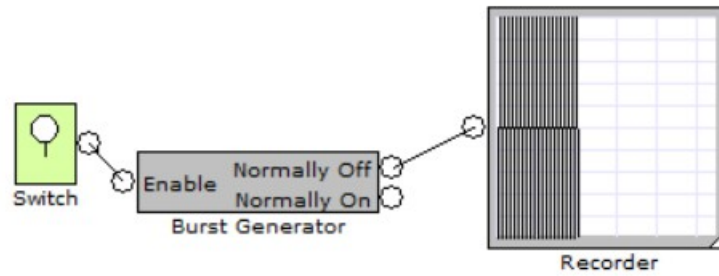 Switch
Enable
Normally Off
Normally On
Burst Generator
Recorder